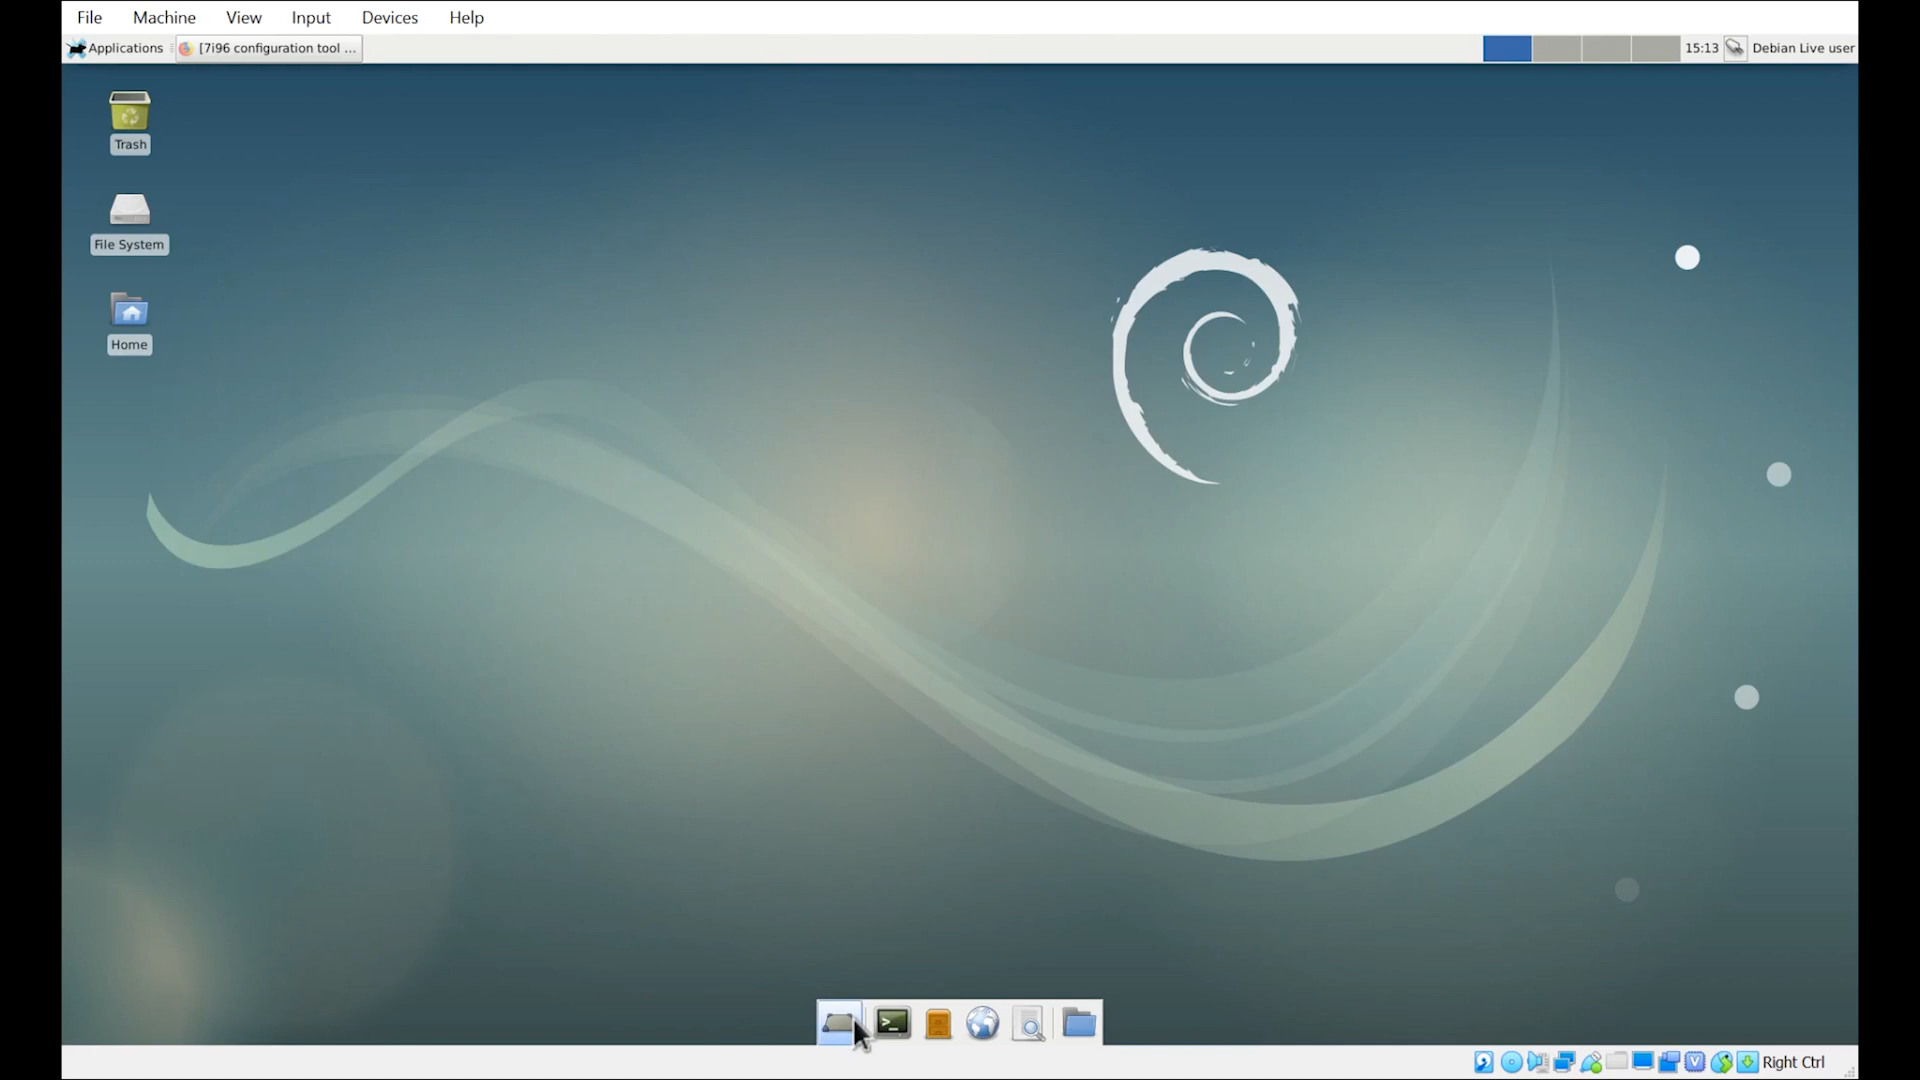 File Machine View Input Devices Help
Applications [7i96 configuration tool ... 15:13 Debian Live user
Trash
File System
Home
Right Ctrl